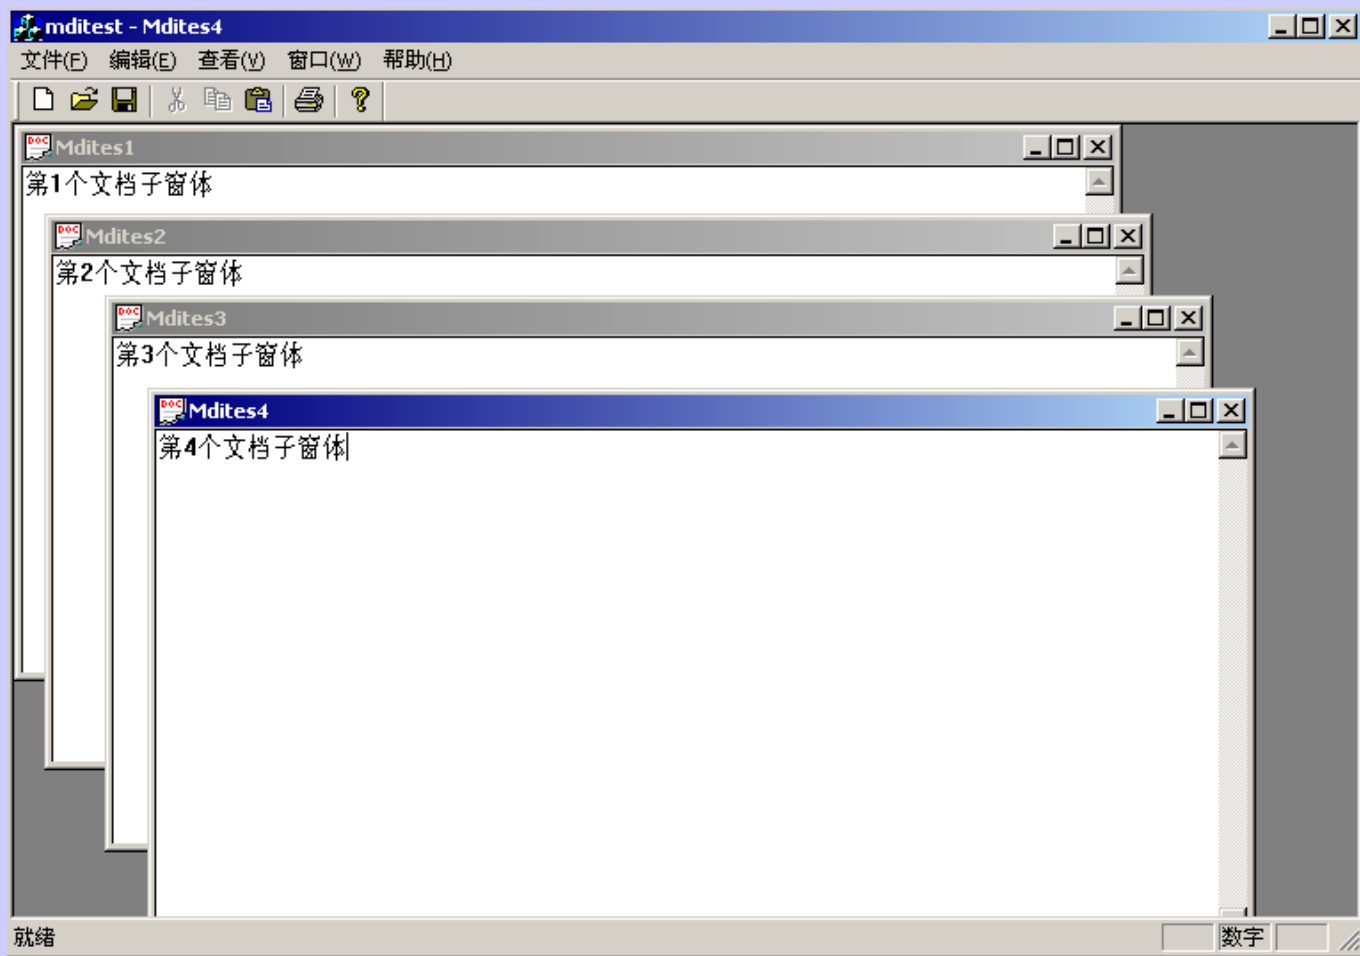 mditest - Mdites4
文件(F) 编辑(E) 查看(V) 窗口(W) 帮助(H)
Mdites1
第1个文档子窗体
Mdites2
第2个文档子窗体
Mdites3
第3个文档子窗体
Mdites4
第4个文档子窗体
就绪 数字